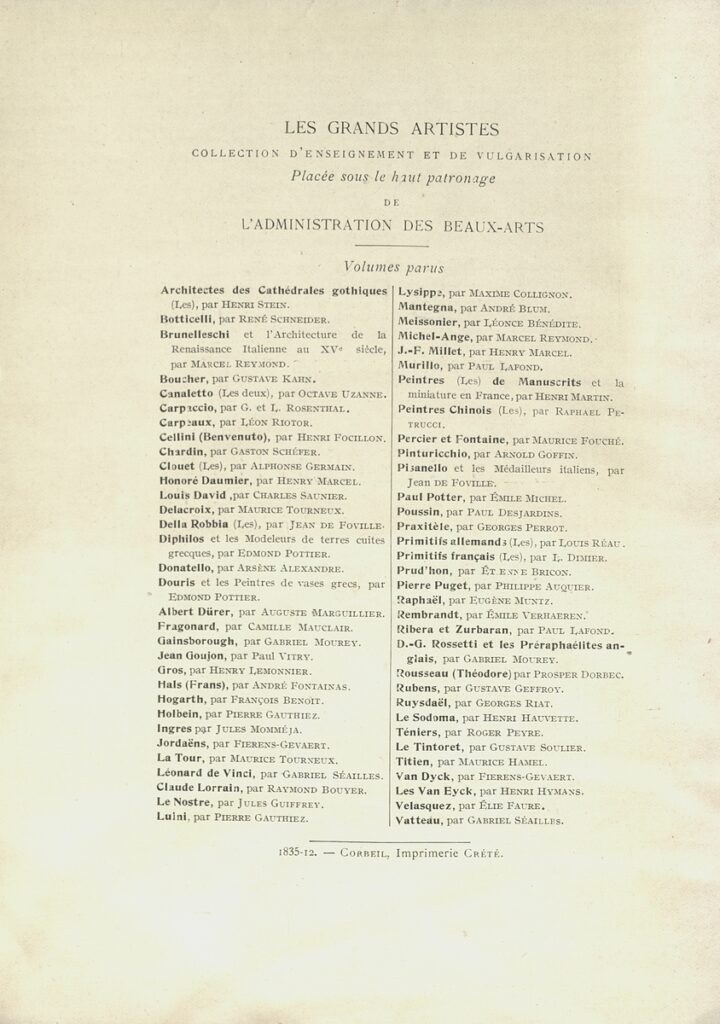 LES GRANDS ARTISTES
COLLECTION D'ENSEIGNEMENT ET DE VULGARISATION
Placée sous le haut patronage
DE
L'ADMINISTRATION DES BEAUX-ARTS
Volumes parus
Architectes des Cathédrales gothiques
(Les), par HENRI STEIN.
Botticelli, par RENÉ SCHNEIDER.
Brunelleschi et l'Architecture de la
Renaissance Italienne au XVe siècle,
par MARCEL REYMOND.
Boucher, par GUSTAVE KAHN.
Canaletto (Les deux), par OCTAVE UZANNE.
Carpaccio, par G. et L. ROSENTHAL.
Carpeaux, par LÉON RIOTOR.
Cellini (Benvenuto), par HENRI FOCILLON.
Chardin, par GASTON SCHÉFER.
Clouet (Les), par ALPHONSE GERMAIN.
Honoré Daumier, par HENRY MARCEL.
Louis David ,par CHARLES SAUNIER.
Delacroix, par MAURICE TOURNEUX.
Della Robbia (Les), par JEAN DE FOVILLE.
Diphilos et les Modeleurs de terres cuites
grecques, par EDMOND POTTIER.
Donatello, par ARSÈNE ALEXANDRE.
Douris et les Peintres de vases grecs, par
EDMOND POTTIER.
Albert Dürer, par AUGUSTE MARGUILLIER.
Fragonard, par CAMILLE MAUCLAIR.
Gainsborough, par GABRIEL MOUREY.
Jean Goujon, par PAUL VITRY.
Gros, par HENRY LEMONNIER.
Hals (Frans), par ANDRÉ FONTAINAS.
Hogarth, par FRANÇOIS BENOÎT.
Holbein, par PIERRE GAUTHIEZ.
Ingres par JULES MOMMÉJA.
Jordaëns, par FIERENS-GEVAERT.
La Tour, par MAURICE TOURNEUX.
Léonard de Vinci, par GABRIEL SÉAILLES.
Claude Lorrain, par RAYMOND BOUYER.
Le Nostre, par JULES GUIFFREY.
Luini, par PIERRE GAUTHIEZ.
Lysippe, par MAXIME COLLIGNON.
Mantegna, par ANDRÉ BLUM.
Meissonier, par LÉONCE BÉNÉDITE.
Michel-Ange, par MARCEL REYMOND.
J.-F. Millet, par HENRY MARCEL.
Murillo, par PAUL LAFOND.
Peintres (Les) de Manuscrits et la
miniature en France, par HENRI MARTIN.
Peintres Chinois (Les), par RAPHAEL PE-
TRUCCI.
Percier et Fontaine, par MAURICE FOUCHÉ.
Pinturicchio, par ARNOLD GOFFIN.
Pisanello et les Médailleurs italiens, par
JEAN DE FOVILLE.
Paul Potter, par ÉMILE MICHEL.
Poussin, par PAUL DESJARDINS.
Praxitèle, par GEORGES PERROT.
Primitifs allemands (Les), par LOUIS RÉAU.
Primitifs français (Les), par L. DIMIER.
Prud'hon, par ÉTIENNE BRICON.
Pierre Puget, par PHILIPPE AUQUIER.
Raphaël, par EUGÈNE MUNTZ.
Rembrandt, par ÉMILE VERHAEREN.
Ribera et Zurbaran, par PAUL LAFOND.
D.-G. Rossetti et les Préraphaélites an-
glais, par GABRIEL MOUREY.
Rousseau (Théodore) par PROSPER DORBEC.
Rubens, par GUSTAVE GEFFROY.
Ruysdaël, par GEORGES RIAT.
Le Sodoma, par HENRI HAUVETTE.
Téniers, par ROGER PEYRE.
Le Tintoret, par GUSTAVE SOULIER.
Titien, par MAURICE HAMEL.
Van Dyck, par FIERENS-GEVAERT.
Les Van Eyck, par HENRI HYMANS.
Velasquez, par ÉLIE FAURE.
Vatteau, par GABRIEL SÉAILLES.
1835-12. — CORBEIL, Imprimerie CRÉTÉ.